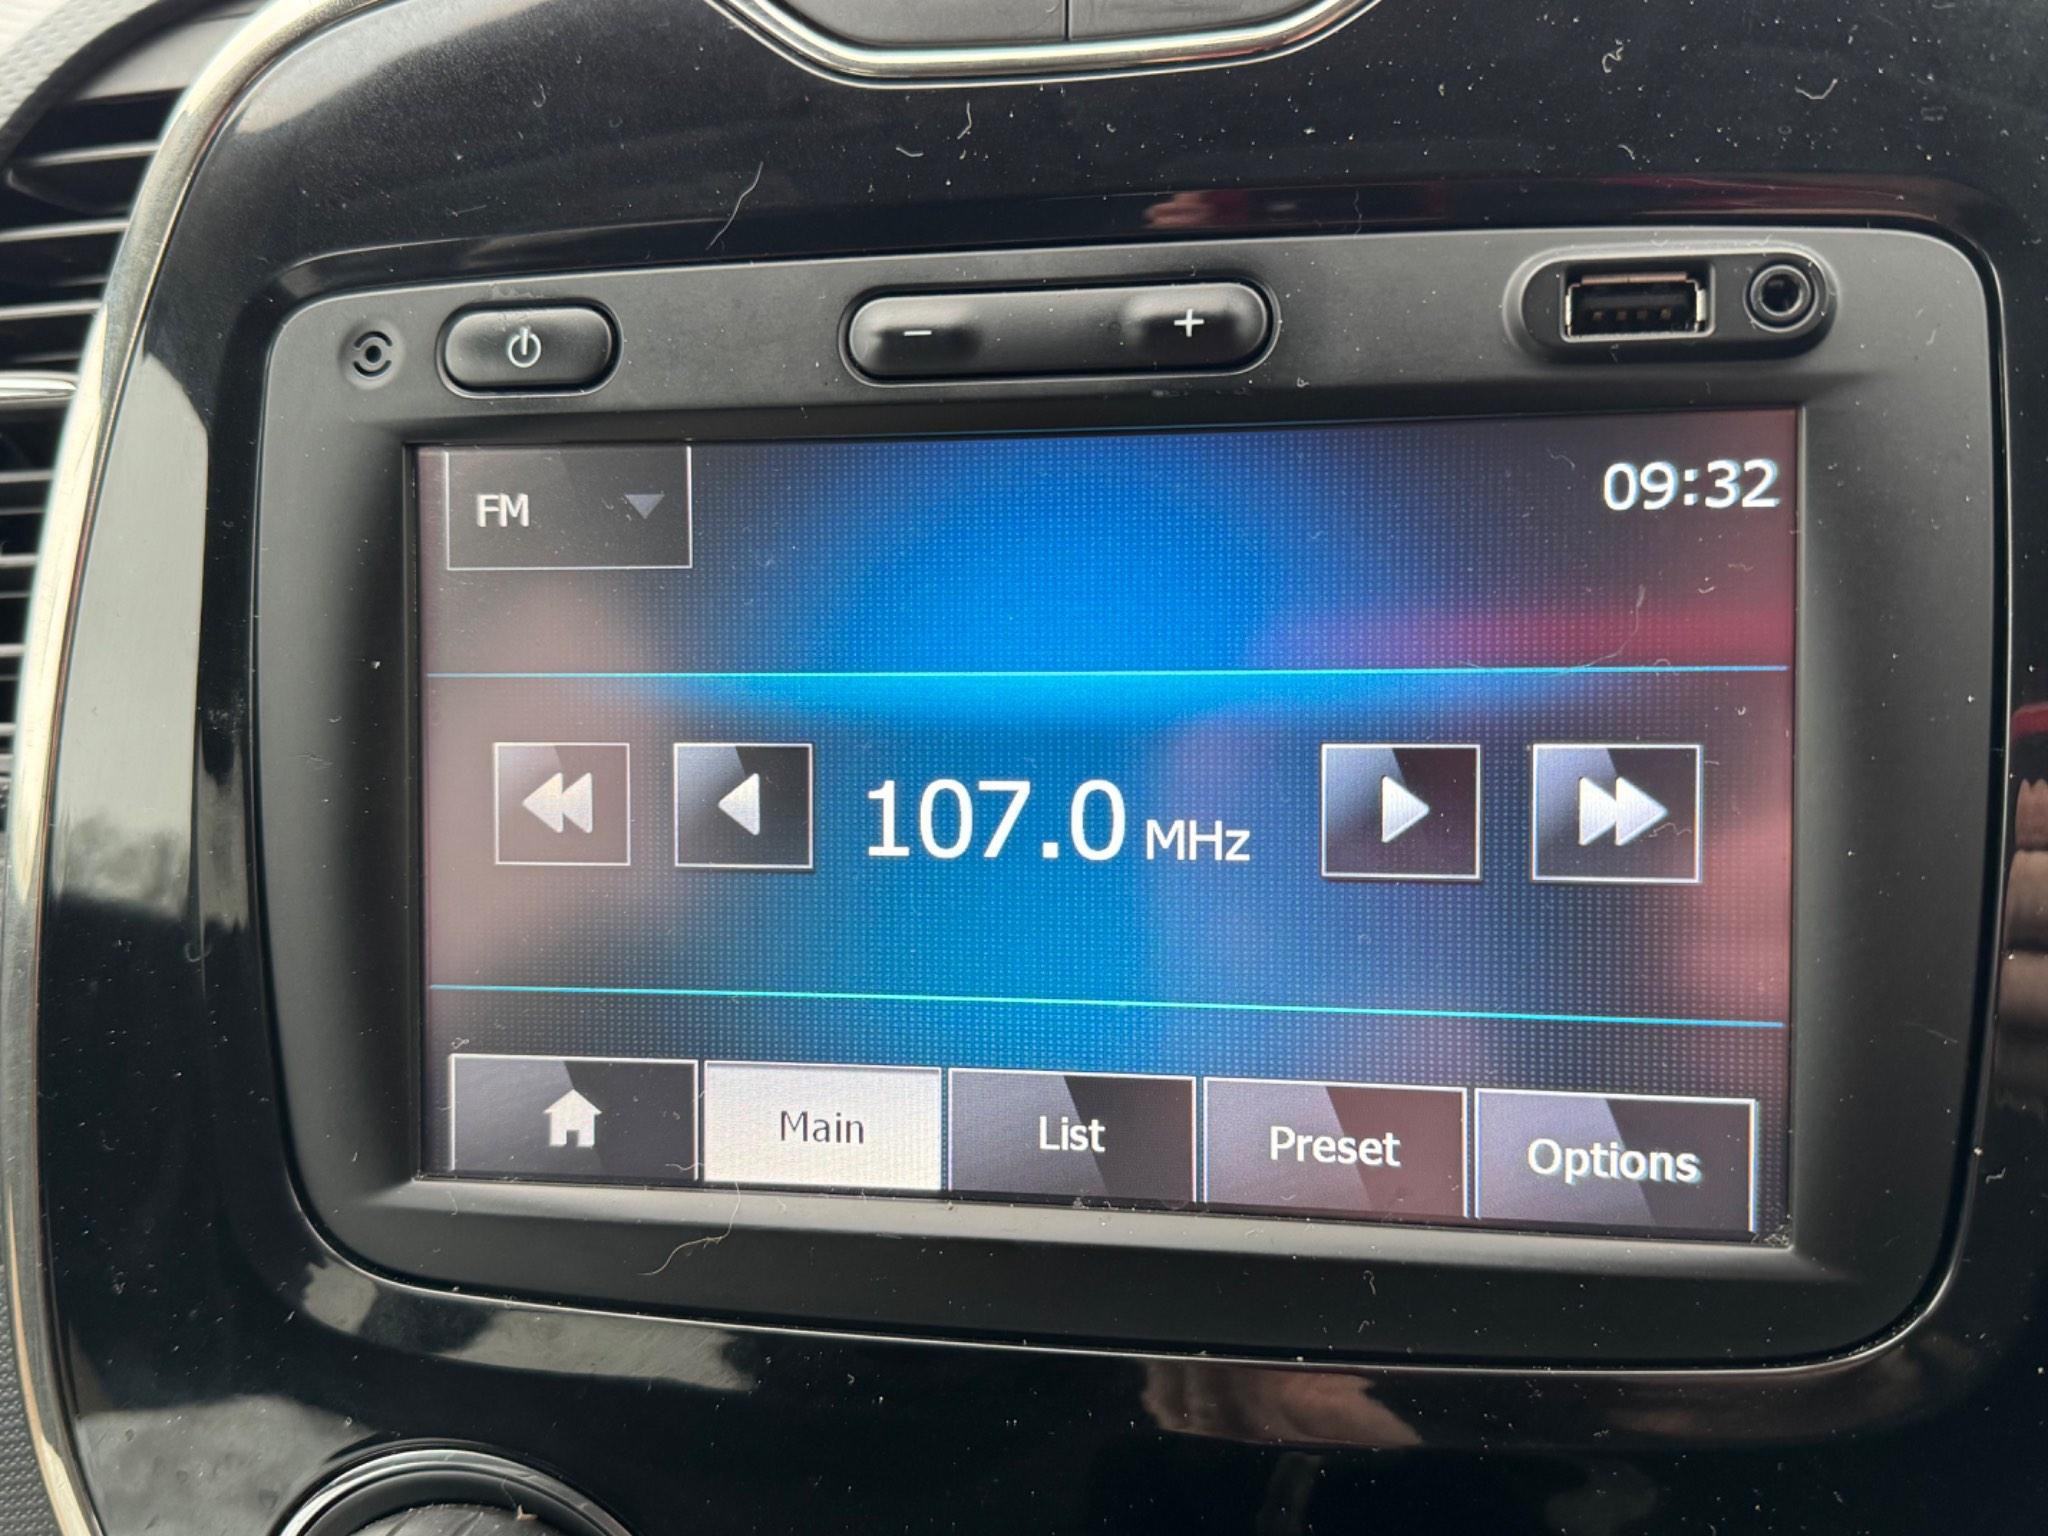 FM
09:32
107.0 MHz
Main
List
Preset
Options